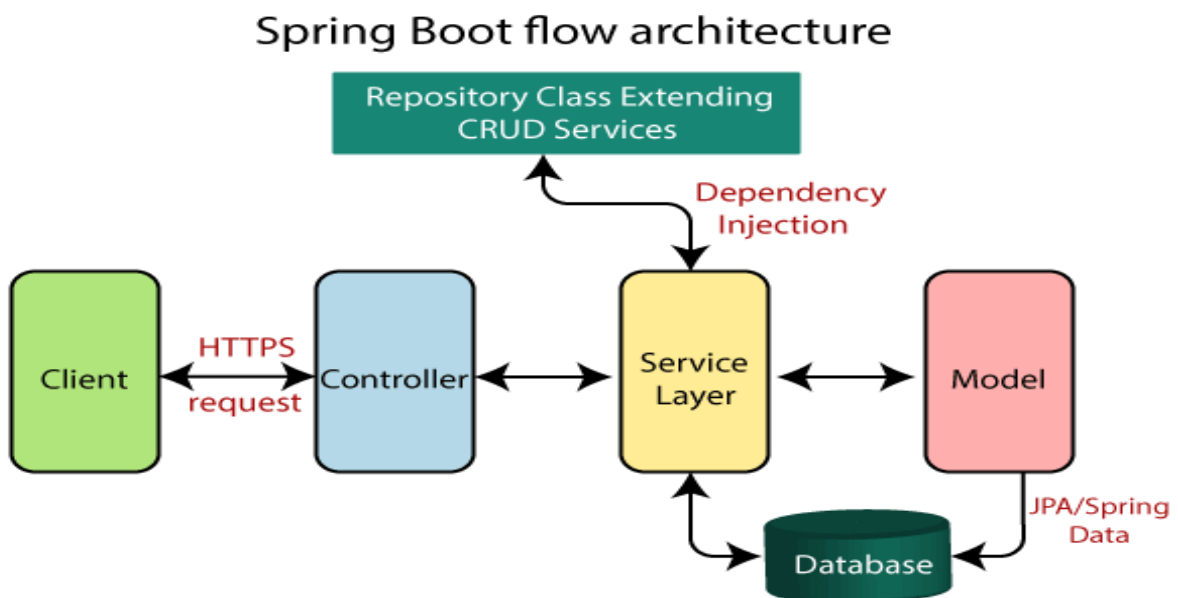 Spring Boot flow architecture
Repository Class Extending
CRUD Services
Dependency
Injection
Client
HTTPS
request
Controller
Service
Layer
Model
JPA/Spring
Data
Database